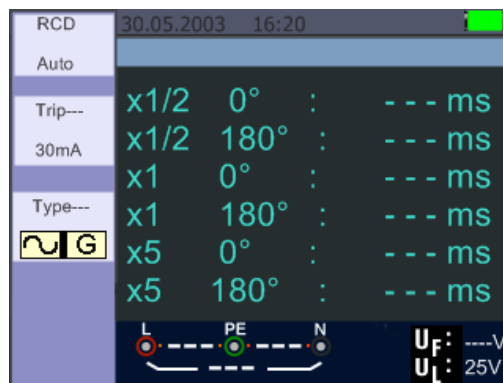 RCD
Auto
Trip---
30mA
Type---
G
30.05.2003 16:20
x1/2 0° : - - - ms
x1/2 180° : - - - ms
x1 0° : - - - ms
x1 180° : - - - ms
x5 0° : - - - ms
x5 180° : - - - ms
L PE N
UF: ----V
UL: 25V